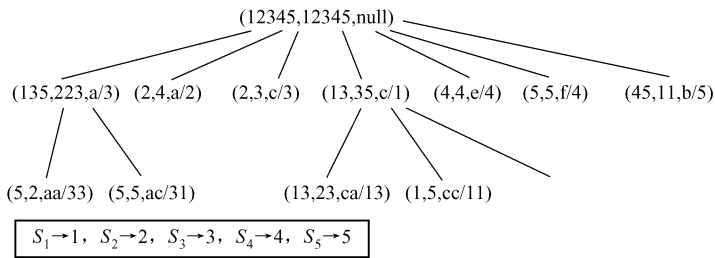 (12345,12345,null)
(135,223,a/3) (2,4,a/2) (2,3,c/3) (13,35,c/1) (4,4,e/4) (5,5,f/4) (45,11,b/5)
(5,2,aa/33) (5,5,ac/31) (13,23,ca/13) (1,5,cc/11)
S₁→1, S₂→2, S₃→3, S₄→4, S₅→5